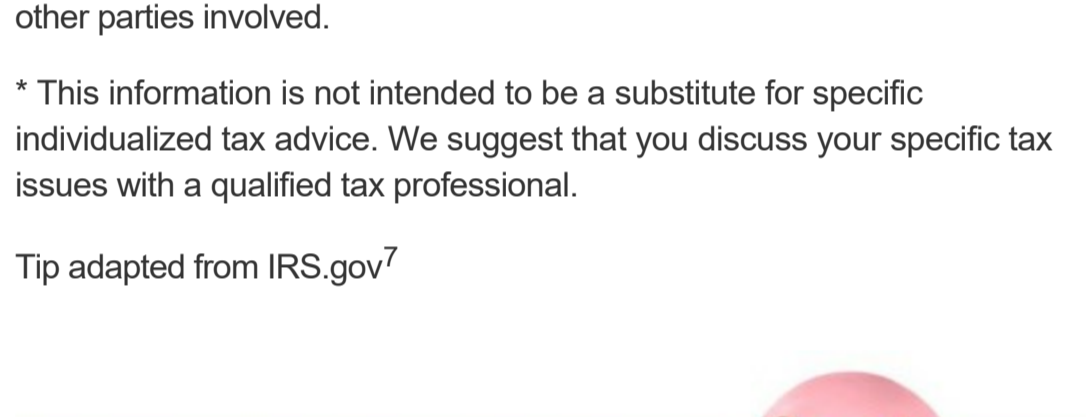 other parties involved.
* This information is not intended to be a substitute for specific
individualized tax advice. We suggest that you discuss your specific tax
issues with a qualified tax professional.
Tip adapted from IRS.gov7